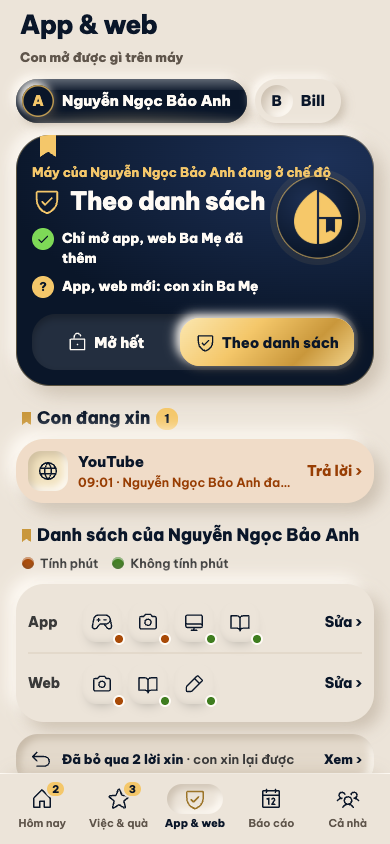 App & web
Con mở được gì trên máy
A Nguyễn Ngọc Bảo Anh
B Bill
Máy của Nguyễn Ngọc Bảo Anh đang ở chế độ
Theo danh sách
Chỉ mở app, web Ba Mẹ đã
thêm
? App, web mới: con xin Ba Mẹ
Mở hết
Theo danh sách
Con đang xin 1
YouTube
09:01 · Nguyễn Ngọc Bảo Anh đa...
Trả lời ›
Danh sách của Nguyễn Ngọc Bảo Anh
Tính phút
Không tính phút
App
Sửa ›
Web
Sửa ›
Đã bỏ qua 2 lời xin · con xin lại được
Xem ›
2
3
12
Hôm nay
Việc & quà
App & web
Báo cáo
Cả nhà